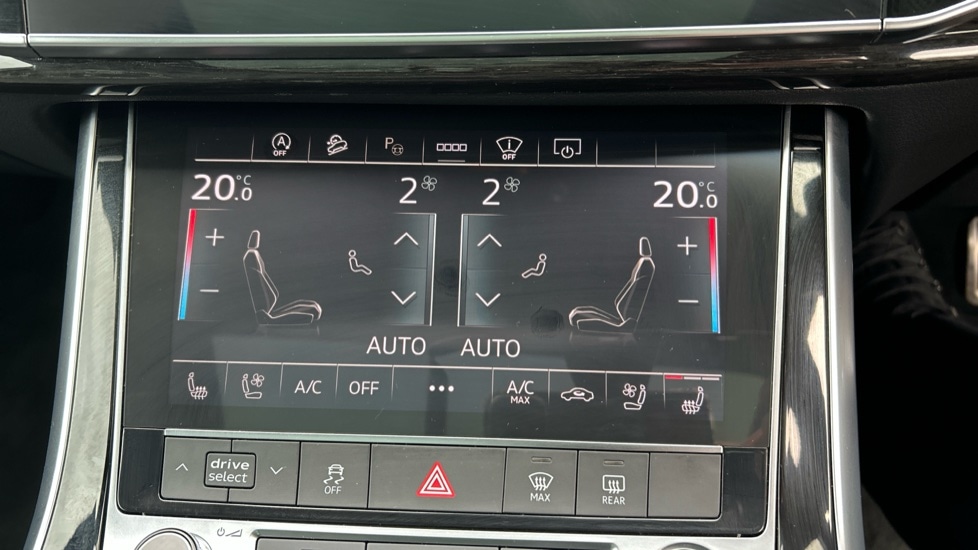 A OFF P i OFF
20.0 °C 2 2 20.0 °C
+ +
− −
AUTO AUTO
A/C OFF ••• A/C MAX
drive select OFF MAX REAR